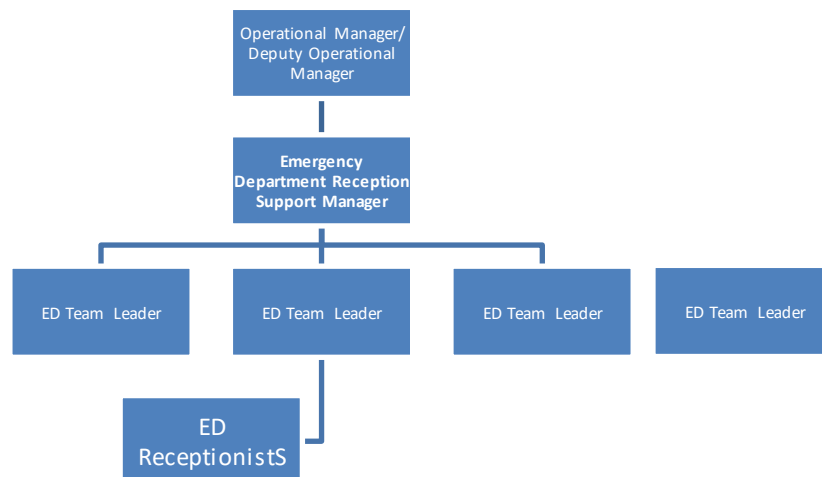 Operational Manager/
Deputy Operational
Manager
Emergency
Department Reception
Support Manager
ED Team Leader
ED Team Leader
ED Team Leader
ED Team Leader
ED
ReceptionistS